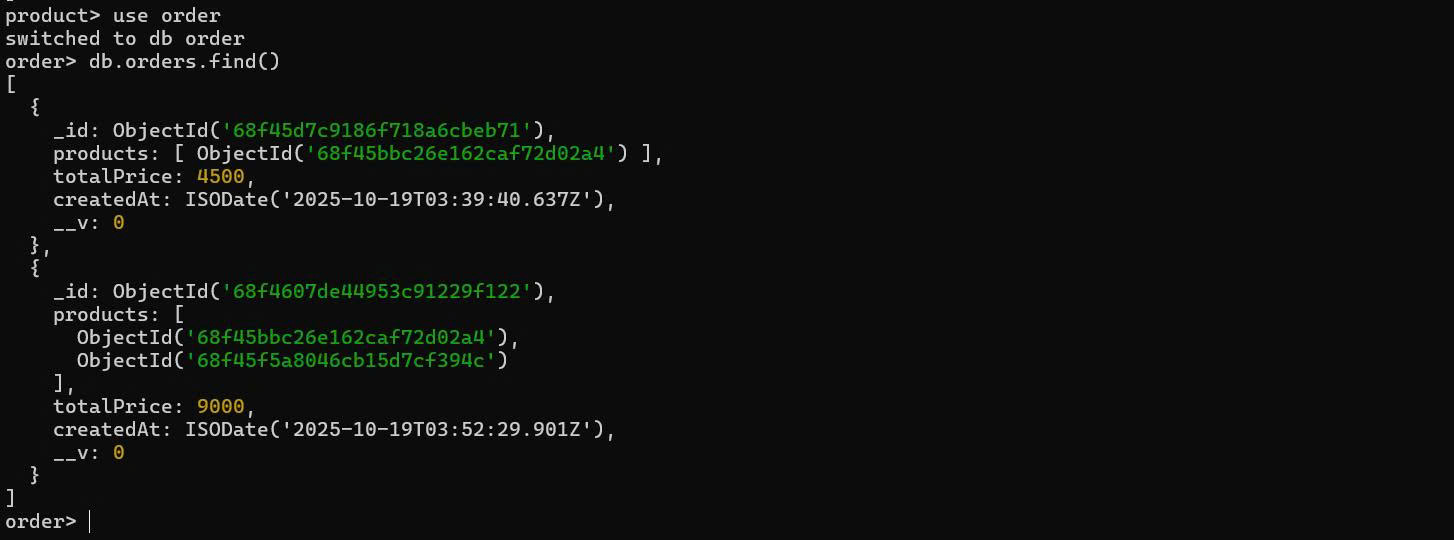 product> use order
switched to db order
order> db.orders.find()
[
  {
    _id: ObjectId('68f45d7c9186f718a6cbeb71'),
    products: [ ObjectId('68f45bbc26e162caf72d02a4') ],
    totalPrice: 4500,
    createdAt: ISODate('2025-10-19T03:39:40.637Z'),
    __v: 0
  },
  {
    _id: ObjectId('68f4607de44953c91229f122'),
    products: [
      ObjectId('68f45bbc26e162caf72d02a4'),
      ObjectId('68f45f5a8046cb15d7cf394c')
    ],
    totalPrice: 9000,
    createdAt: ISODate('2025-10-19T03:52:29.901Z'),
    __v: 0
  }
]
order>